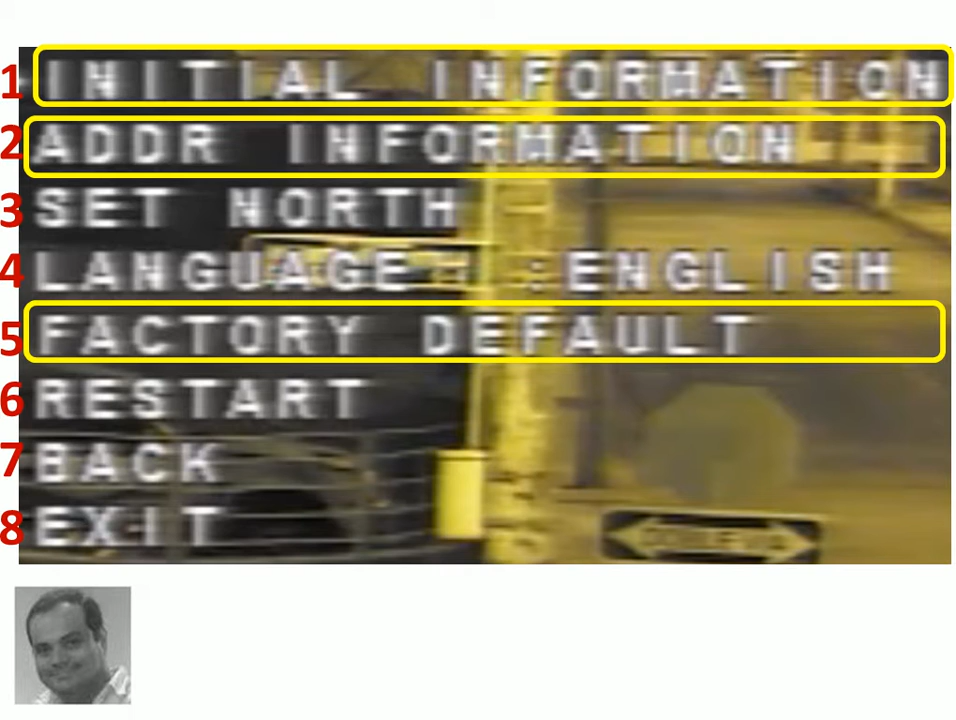 1 INITIAL INFORMATION
2 ADDR INFORMATION
3 SET NORTH
4 LANGUAGE :ENGLISH
5 FACTORY DEFAULT
6 RESTART
7 BACK
8 EXIT